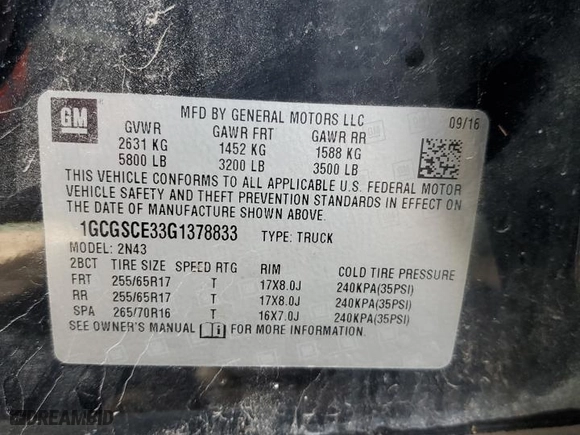 GM
MFD BY GENERAL MOTORS LLC 09/16
GVWR GAWR FRT GAWR RR
2631 KG 1452 KG 1588 KG
5800 LB 3200 LB 3500 LB
THIS VEHICLE CONFORMS TO ALL APPLICABLE U.S. FEDERAL MOTOR
VEHICLE SAFETY AND THEFT PREVENTION STANDARDS IN EFFECT ON
THE DATE OF MANUFACTURE SHOWN ABOVE.
1GCGSCE33G1378833 TYPE: TRUCK
MODEL: 2N43
2BCT TIRE SIZE SPEED RTG RIM COLD TIRE PRESSURE
FRT 255/65R17 T 17X8.0J 240KPA(35PSI)
RR 255/65R17 T 17X8.0J 240KPA(35PSI)
SPA 265/70R16 T 16X7.0J 240KPA(35PSI)
SEE OWNER'S MANUAL FOR MORE INFORMATION.
DREAMBID